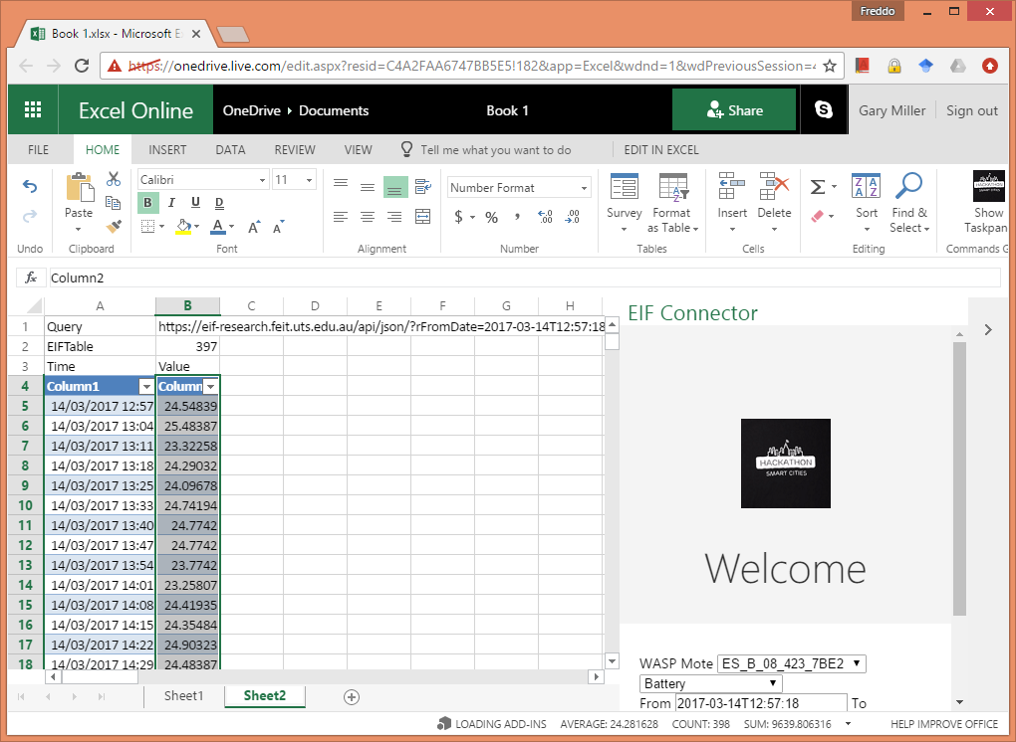 Freddo
Book 1.xlsx - Microsoft E
https://onedrive.live.com/edit.aspx?resid=C4A2FAA6747BB5E5!182&app=Excel&wdnd=1&wdPreviousSession=4
Excel Online OneDrive Documents Book 1 Share Gary Miller Sign out
FILE HOME INSERT DATA REVIEW VIEW Tell me what you want to do EDIT IN EXCEL
Calibri 11 Number Format
Paste B I U D $ % , .00 Survey Format as Table Insert Delete Sort Find & Select Show Taskpan
Undo Clipboard Font Alignment Number Tables Cells Editing Commands G
fx Column2
A B C D E F G H
1 Query https://eif-research.feit.uts.edu.au/api/json/?rFromDate=2017-03-14T12:57:18
2 EIFTable 397
3 Time Value
4 Column1 Column
5 14/03/2017 12:57 24.54839
6 14/03/2017 13:04 25.48387
7 14/03/2017 13:11 23.32258
8 14/03/2017 13:18 24.29032
9 14/03/2017 13:25 24.09678
10 14/03/2017 13:33 24.74194
11 14/03/2017 13:40 24.7742
12 14/03/2017 13:47 24.7742
13 14/03/2017 13:54 23.7742
14 14/03/2017 14:01 23.25807
15 14/03/2017 14:08 24.41935
16 14/03/2017 14:15 24.35484
17 14/03/2017 14:22 24.90323
18 14/03/2017 14:29 24.48387
EIF Connector
HACKATHON
SMART CITIES
Welcome
WASP Mote ES_B_08_423_7BE2
Battery
From 2017-03-14T12:57:18 To
Sheet1 Sheet2
LOADING ADD-INS AVERAGE: 24.281628 COUNT: 398 SUM: 9639.806316 HELP IMPROVE OFFICE